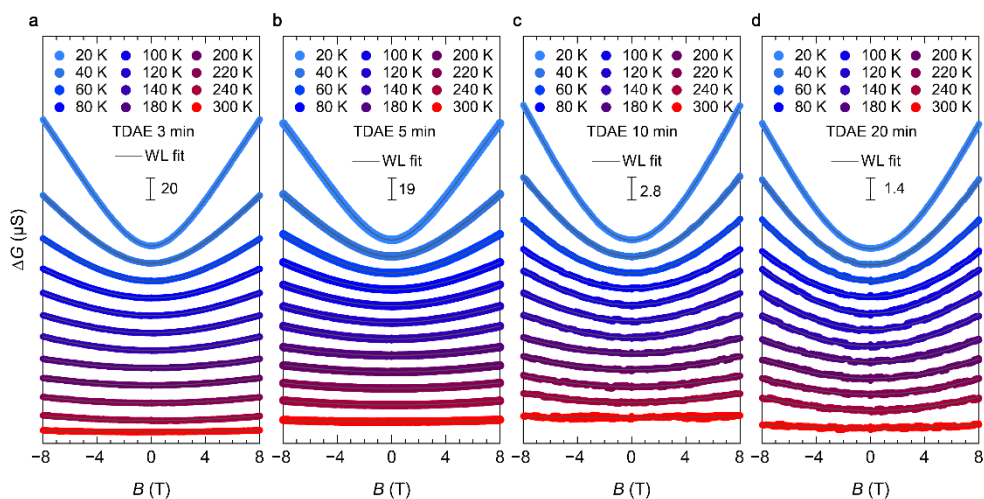 a
20 K 100 K 200 K
40 K 120 K 220 K
60 K 140 K 240 K
80 K 180 K 300 K
TDAE 3 min
WL fit
20
ΔG (µS)
−8 −4 0 4 8
B (T)
b
20 K 100 K 200 K
40 K 120 K 220 K
60 K 140 K 240 K
80 K 180 K 300 K
TDAE 5 min
WL fit
19
−8 −4 0 4 8
B (T)
c
20 K 100 K 200 K
40 K 120 K 220 K
60 K 140 K 240 K
80 K 180 K 300 K
TDAE 10 min
WL fit
2.8
−8 −4 0 4 8
B (T)
d
20 K 100 K 200 K
40 K 120 K 220 K
60 K 140 K 240 K
80 K 180 K 300 K
TDAE 20 min
WL fit
1.4
−8 −4 0 4 8
B (T)